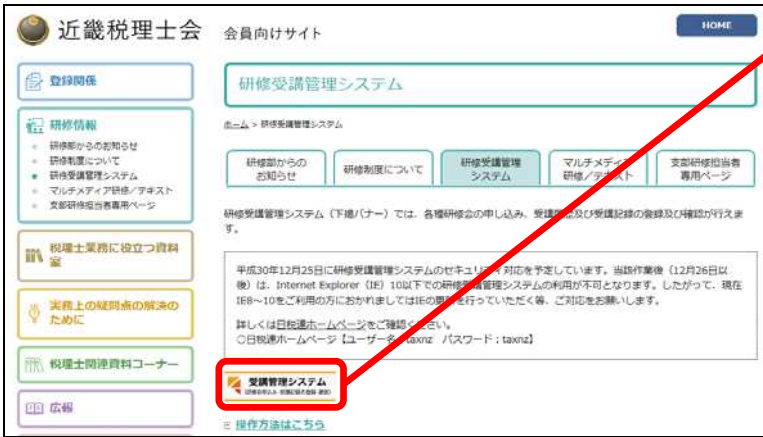 近畿税理士会 会員向けサイト
HOME
登録関係
研修情報
研修部からのお知らせ
研修制度について
研修受講管理システム
マルチメディア研修/テキスト
支部研修担当者専用ページ
税理士業務に役立つ資料
室
実務上の疑問点の解決の
ために
税理士関連資料コーナー
広報
研修受講管理システム
ホーム > 研修受講管理システム
研修部からの
お知らせ
研修制度について
研修受講管理
システム
マルチメディア
研修/テキスト
支部研修担当者
専用ページ
研修受講管理システム(下掲バナー)では、各種研修会の申し込み、受講履歴及び受講記録の登録及び確認が行えま
す。
平成30年12月25日に研修受講管理システムのセキュリティ対応を予定しています。当該作業後(12月26日以
後)は、Internet Explorer(IE)10以下での研修受講管理システムの利用が不可となります。したがって、現在
IE8~10をご利用の方におかれましてはIEの更新を行っていただく等、ご対応をお願いします。
詳しくは日税連ホームページをご確認ください。
○日税連ホームページ【ユーザー名:taxnz パスワード:taxnz】
受講管理システム
操作方法はこちら